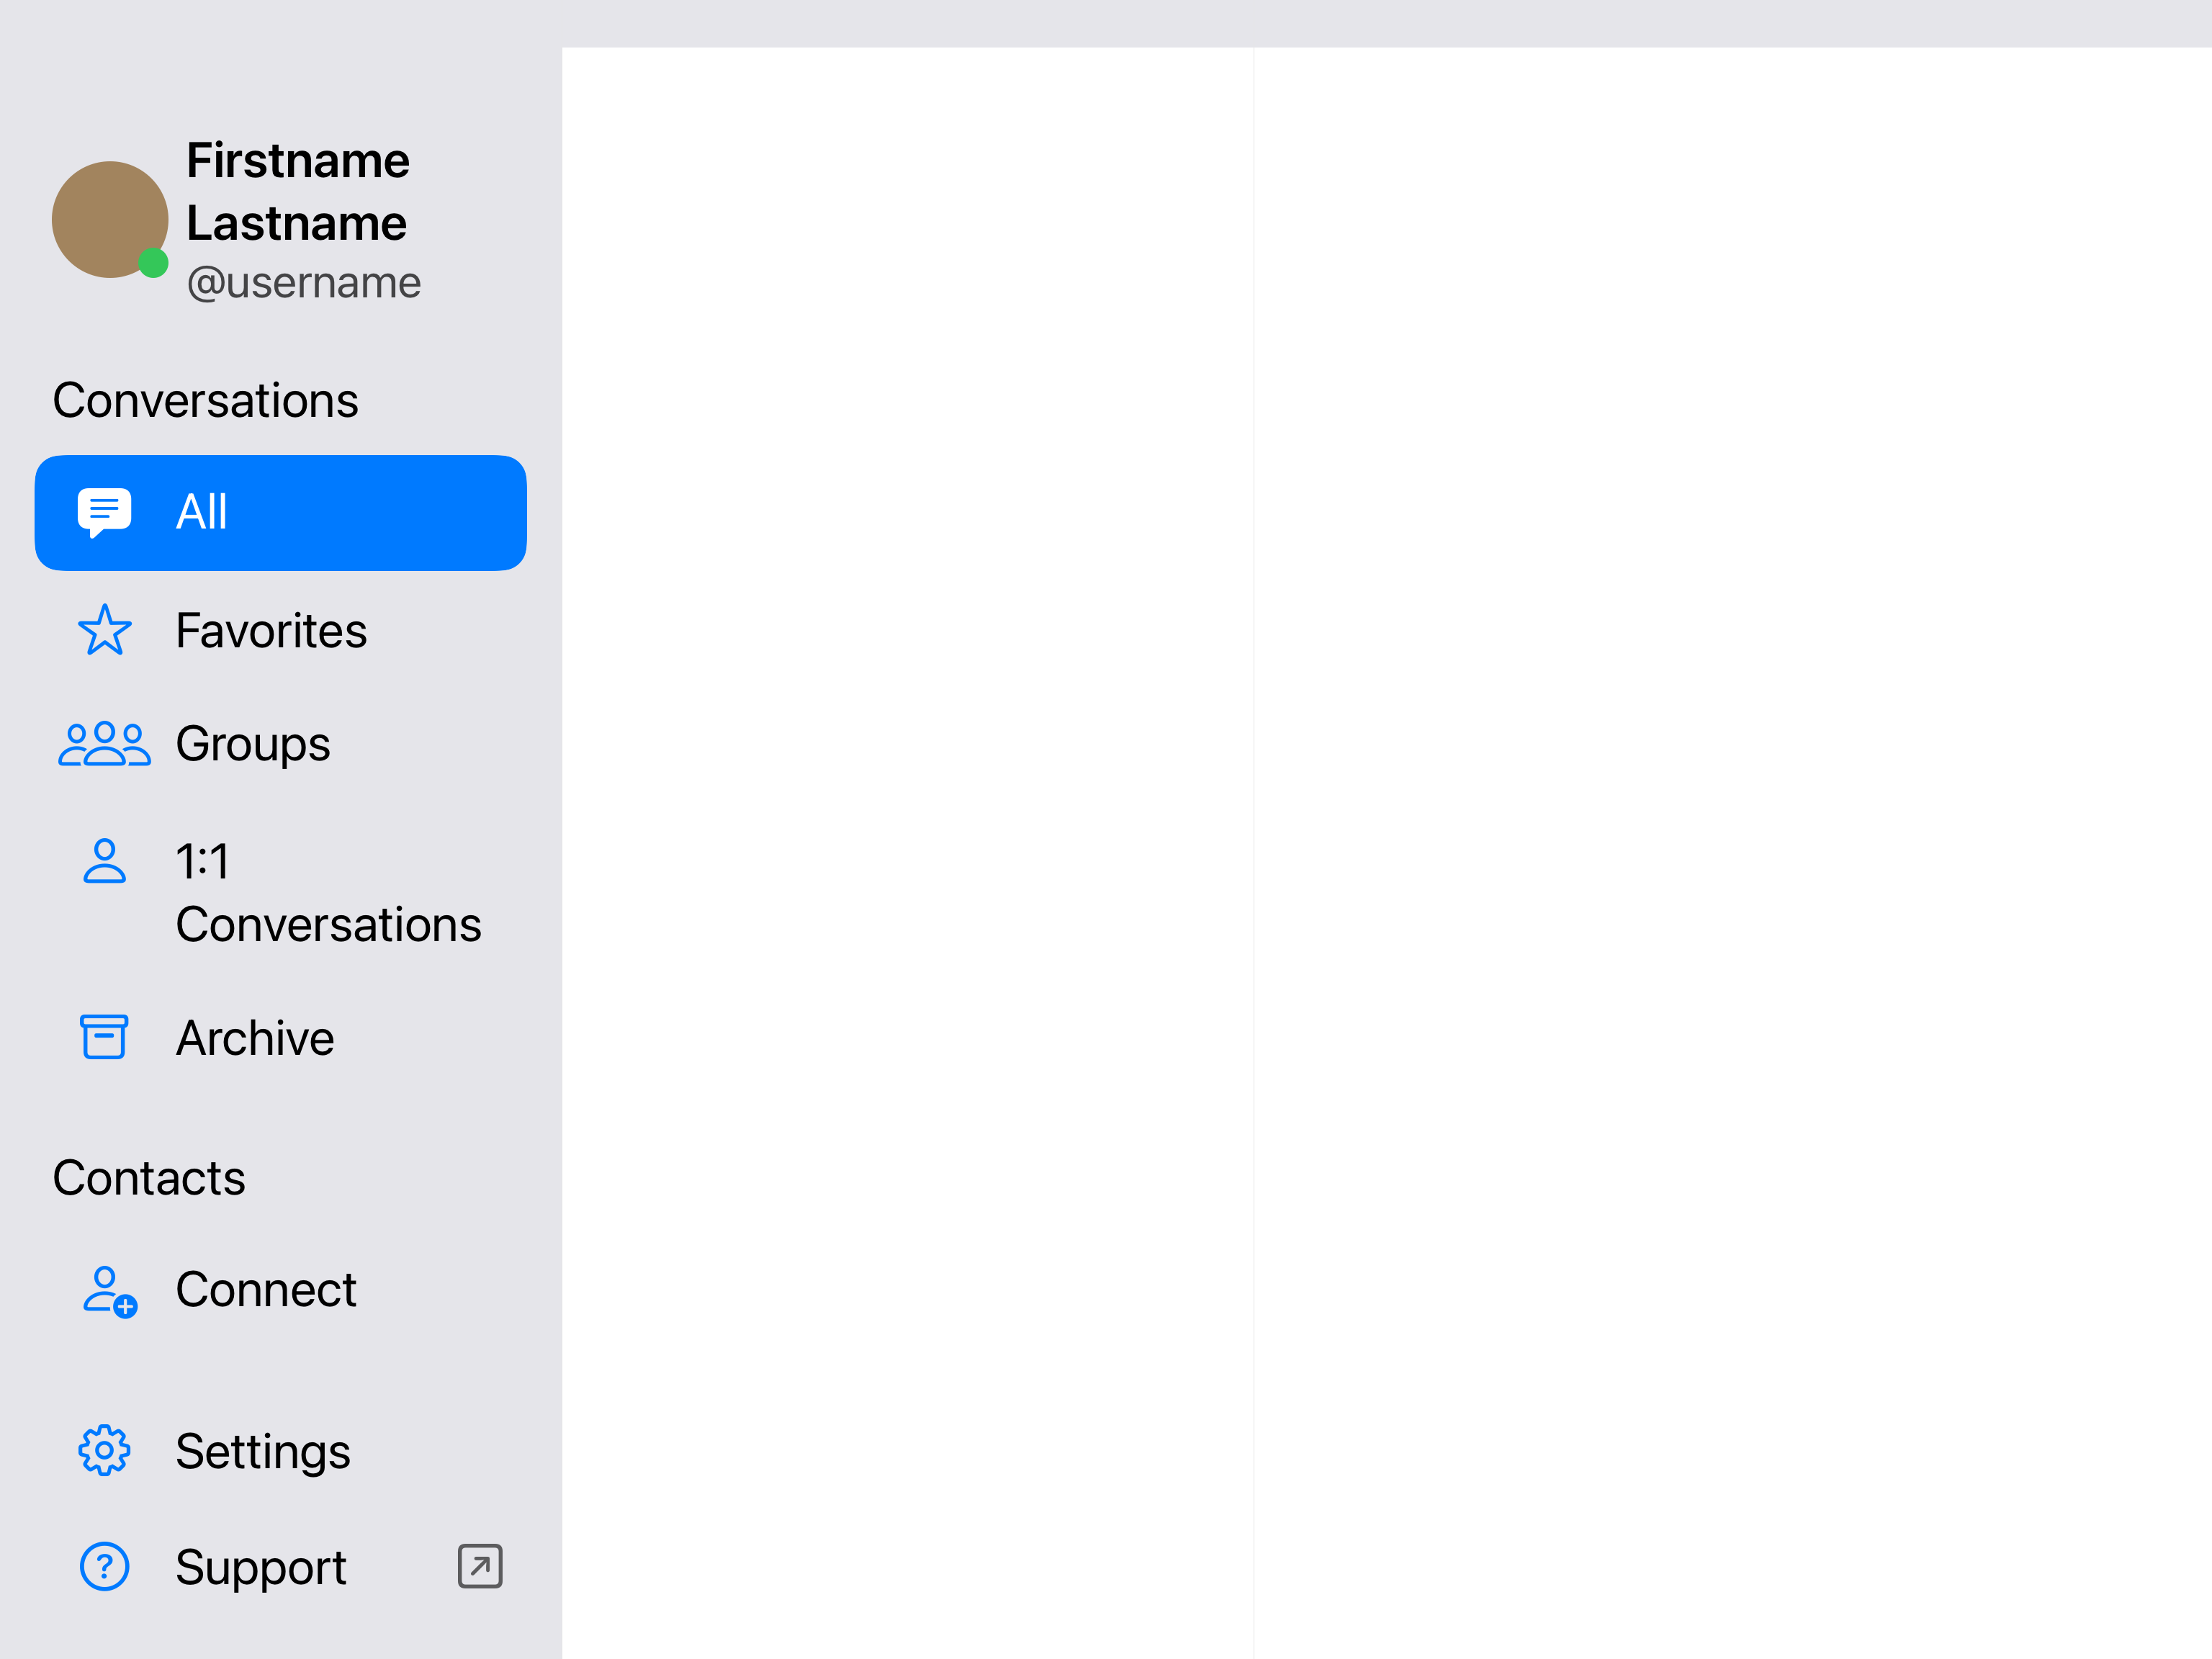 Firstname
Lastname
@username
Conversations
All
Favorites
Groups
1:1
Conversations
Archive
Contacts
Connect
Settings
Support